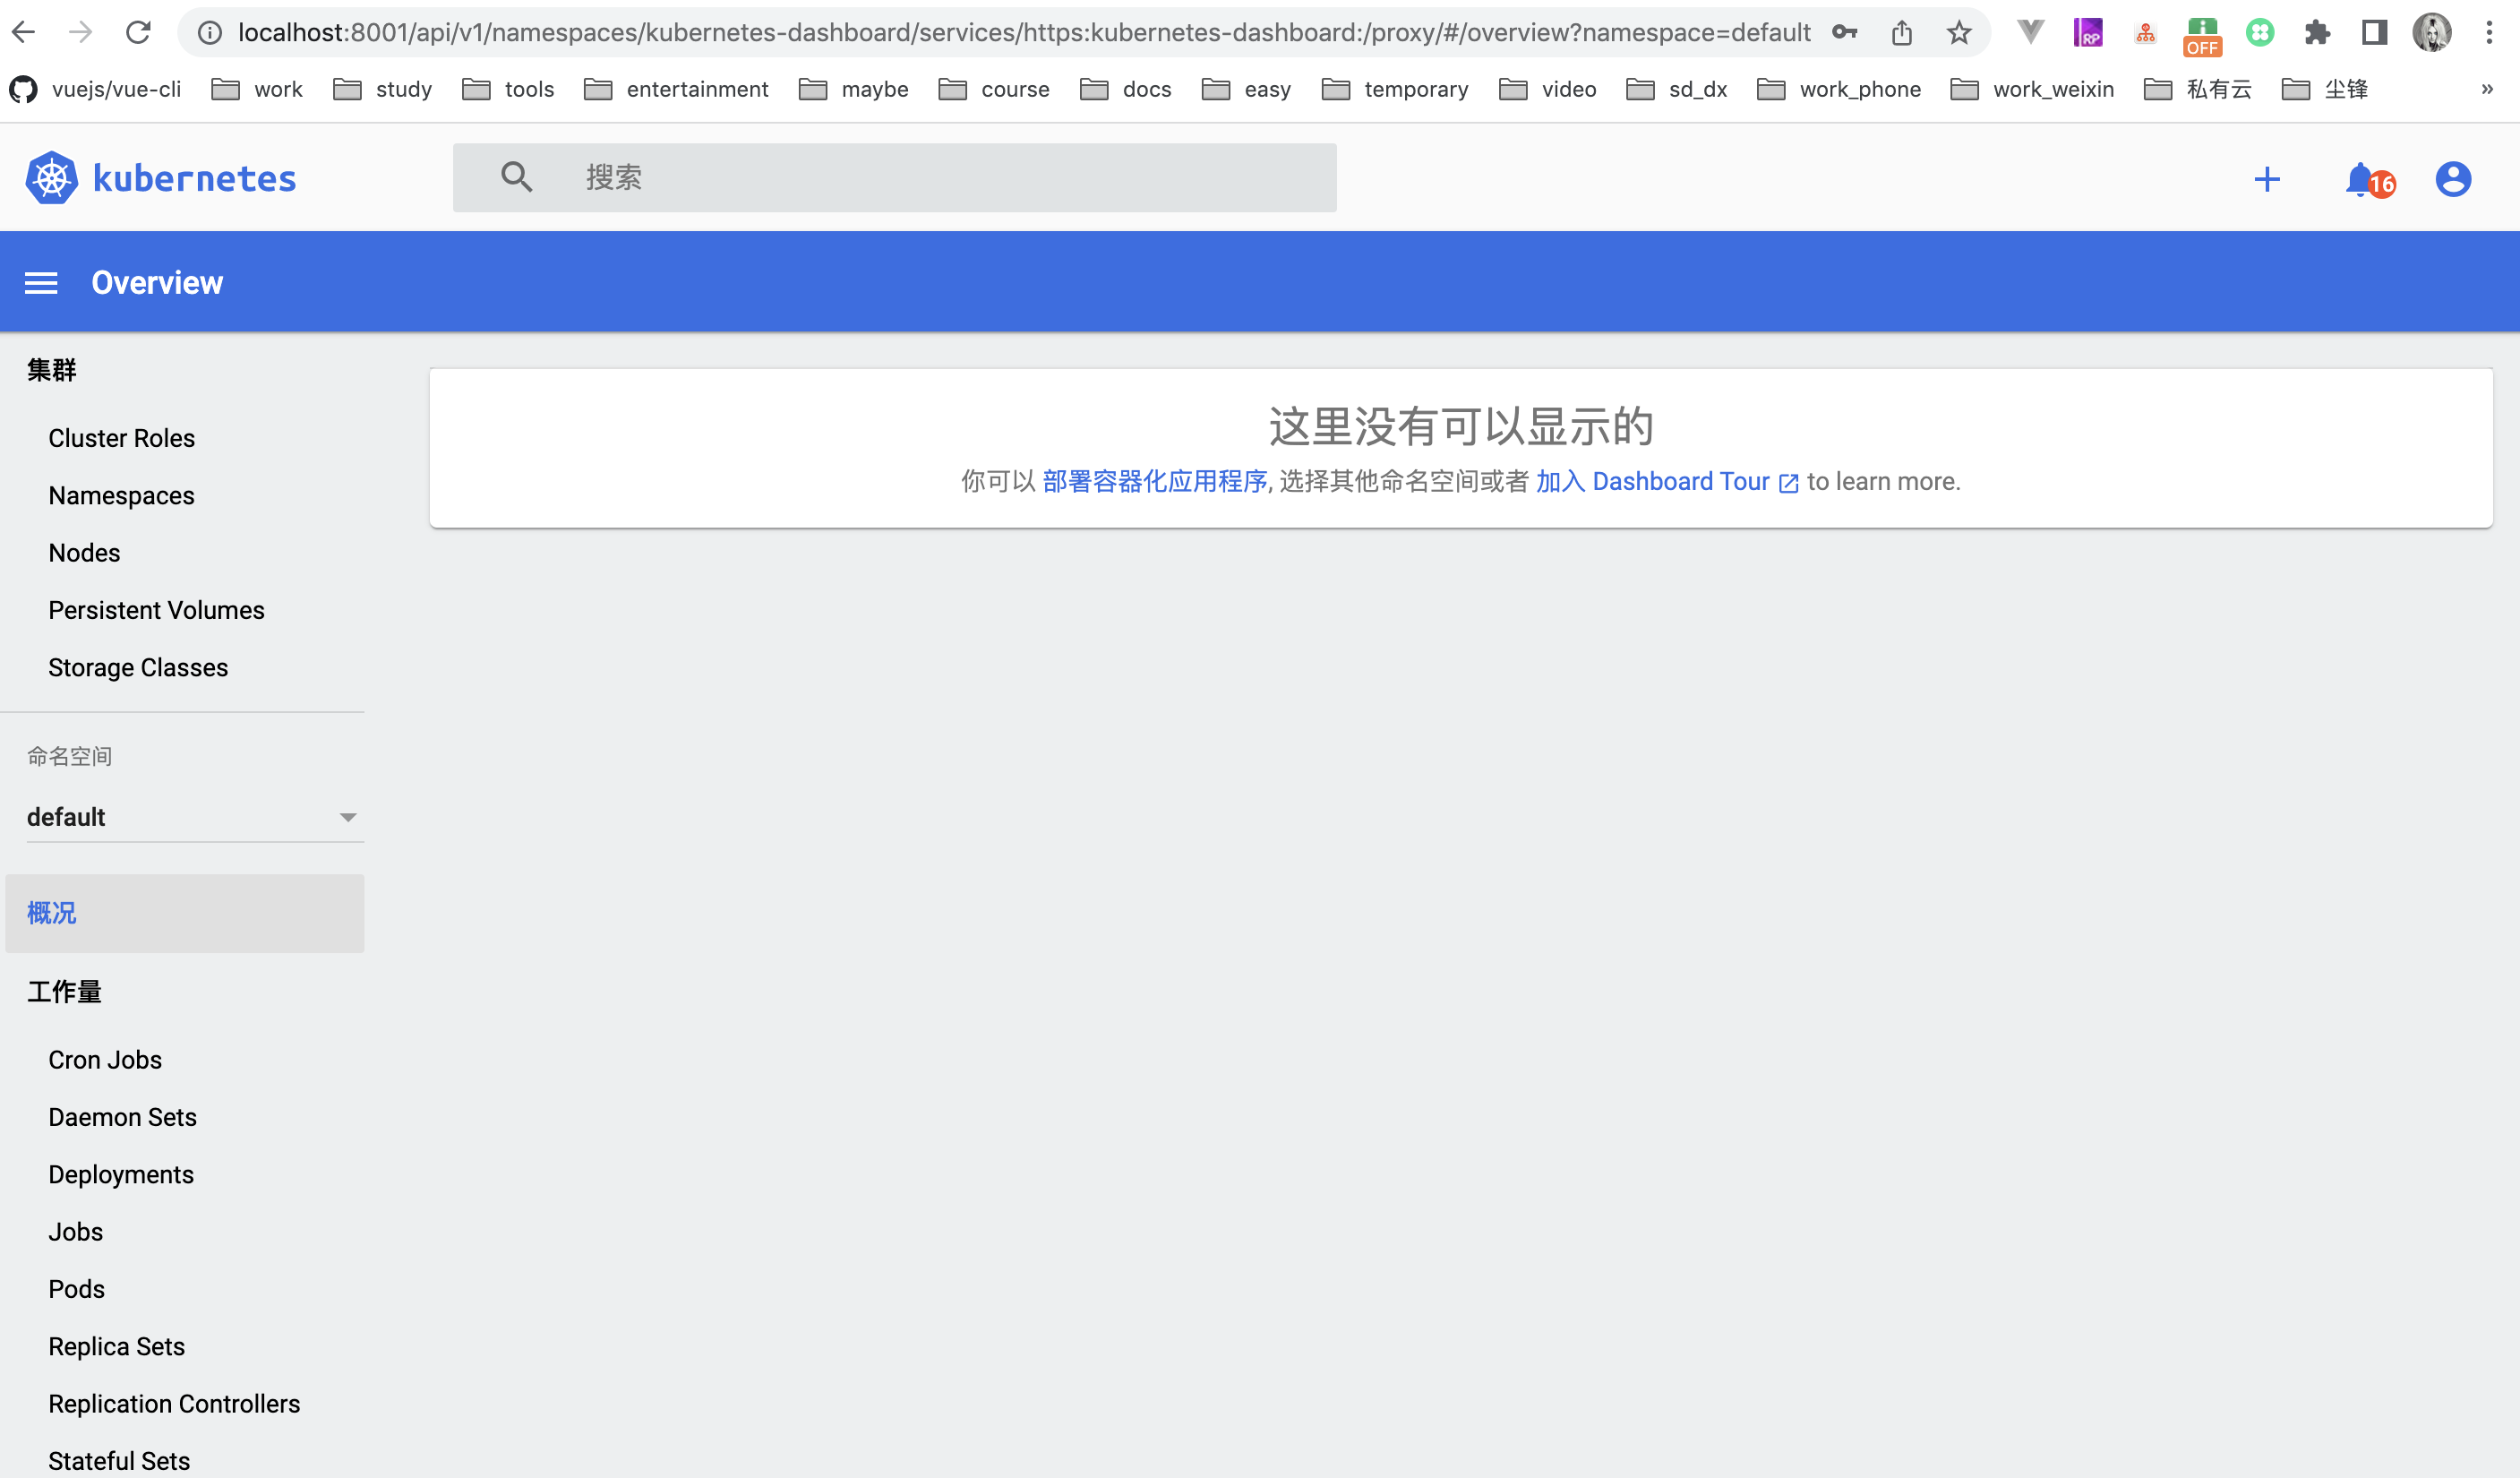 localhost:8001/api/v1/namespaces/kubernetes-dashboard/services/https:kubernetes-dashboard:/proxy/#/overview?namespace=default
RP
OFF
vuejs/vue-cli work study tools entertainment maybe course docs easy temporary video sd_dx work_phone work_weixin 私有云 尘锋 »
kubernetes 搜索 16
Overview
集群
Cluster Roles
Namespaces
Nodes
Persistent Volumes
Storage Classes
命名空间
default
概况
工作量
Cron Jobs
Daemon Sets
Deployments
Jobs
Pods
Replica Sets
Replication Controllers
Stateful Sets
这里没有可以显示的
你可以 部署容器化应用程序, 选择其他命名空间或者 加入 Dashboard Tour to learn more.